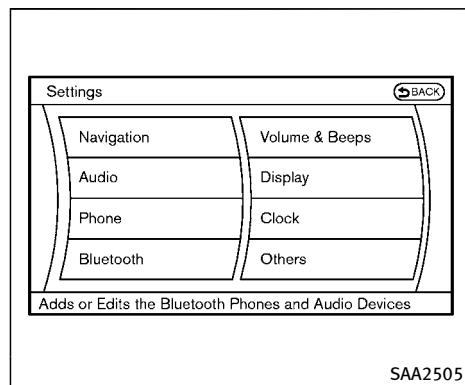 Settings
BACK
Navigation
Volume & Beeps
Audio
Display
Phone
Clock
Bluetooth
Others
Adds or Edits the Bluetooth Phones and Audio Devices
SAA2505